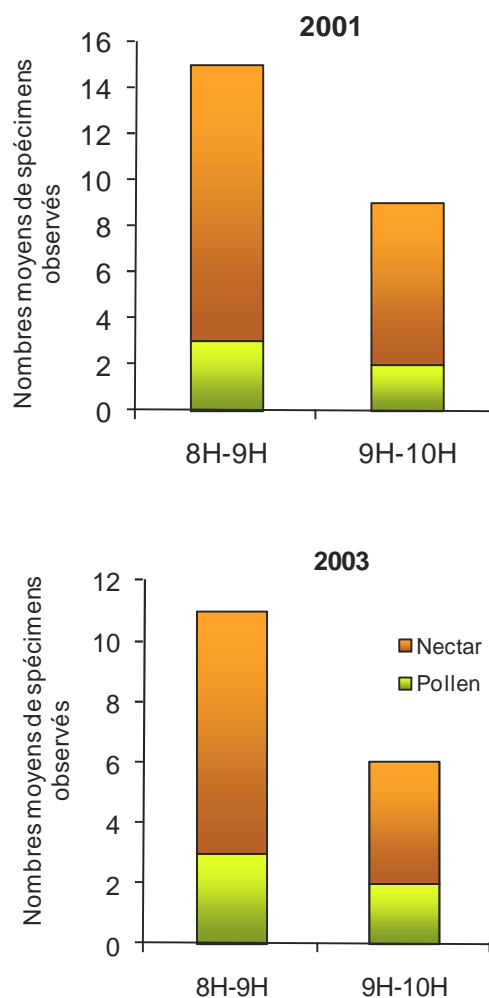 2001
Nombres moyens de spécimens
observés
16
14
12
10
8
6
4
2
0
8H-9H 9H-10H
2003
Nombres moyens de spécimens
observés
12
10
8
6
4
2
0
Nectar
Pollen
8H-9H 9H-10H